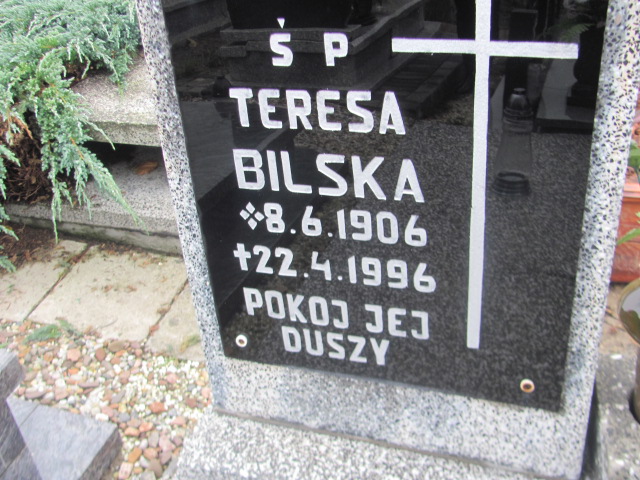 Ś P
TERESA
BILSKA
❖8.6.1906
†22.4.1996
POKOJ JEJ
DUSZY